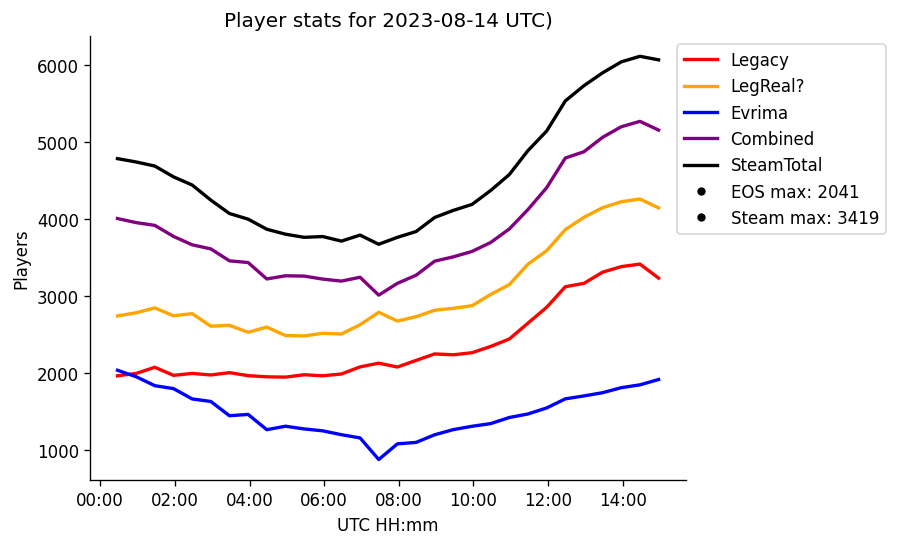 Player stats for 2023-08-14 UTC)
Players
6000
5000
4000
3000
2000
1000
00:00 02:00 04:00 06:00 08:00 10:00 12:00 14:00
UTC HH:mm
Legacy
LegReal?
Evrima
Combined
SteamTotal
EOS max: 2041
Steam max: 3419